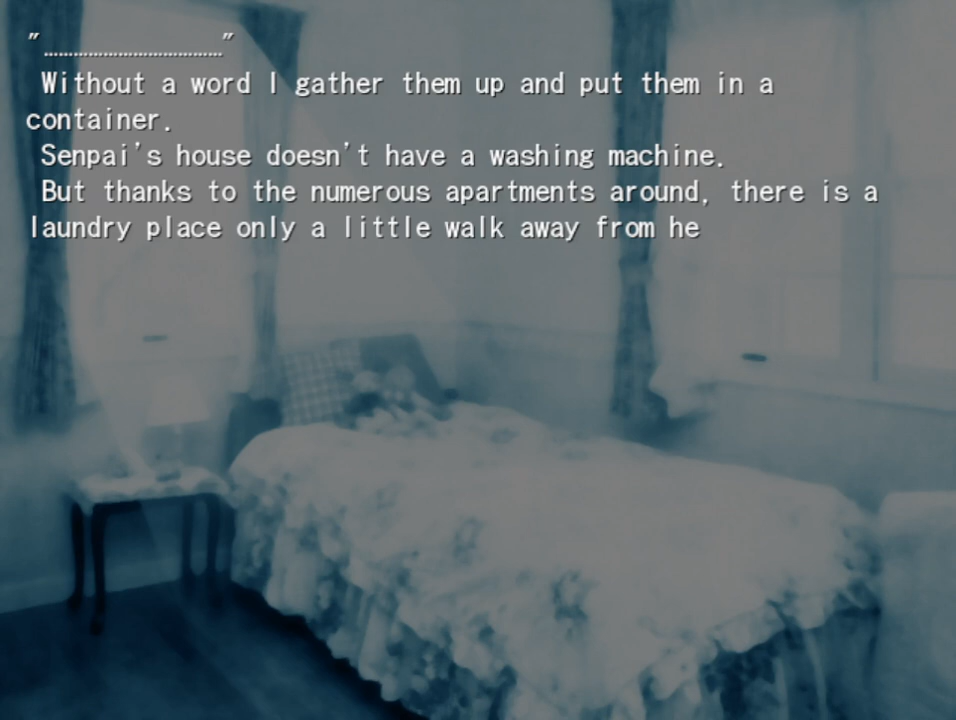 "………………………………"
Without a word I gather them up and put them in a
container.
Senpai's house doesn't have a washing machine.
But thanks to the numerous apartments around, there is a
laundry place only a little walk away from he